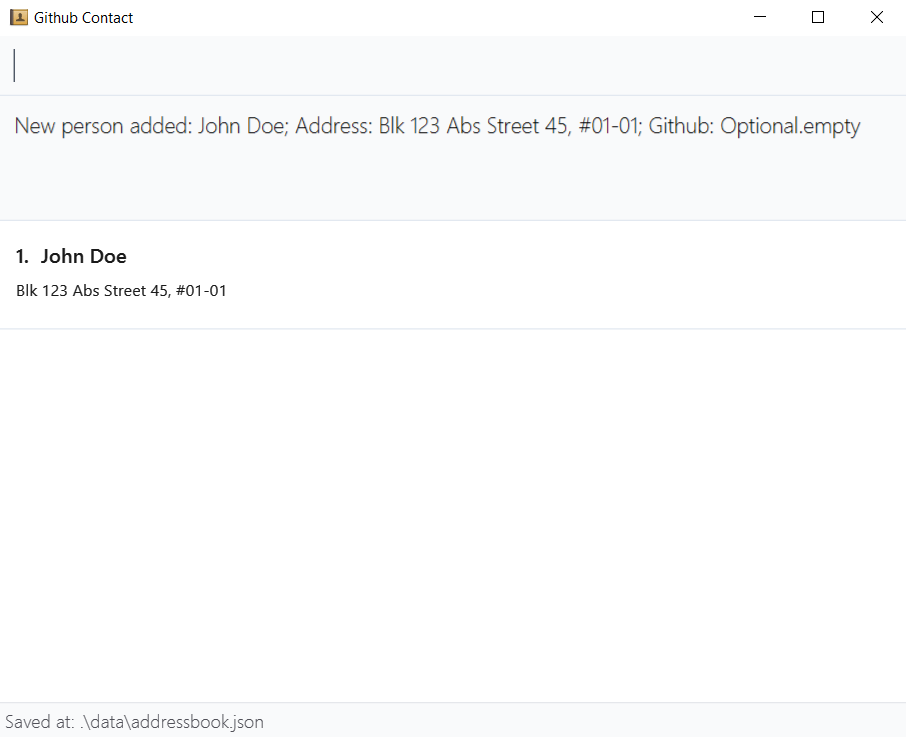 Github Contact
New person added: John Doe; Address: Blk 123 Abs Street 45, #01-01; Github: Optional.empty
1. John Doe
Blk 123 Abs Street 45, #01-01
Saved at: .\data\addressbook.json